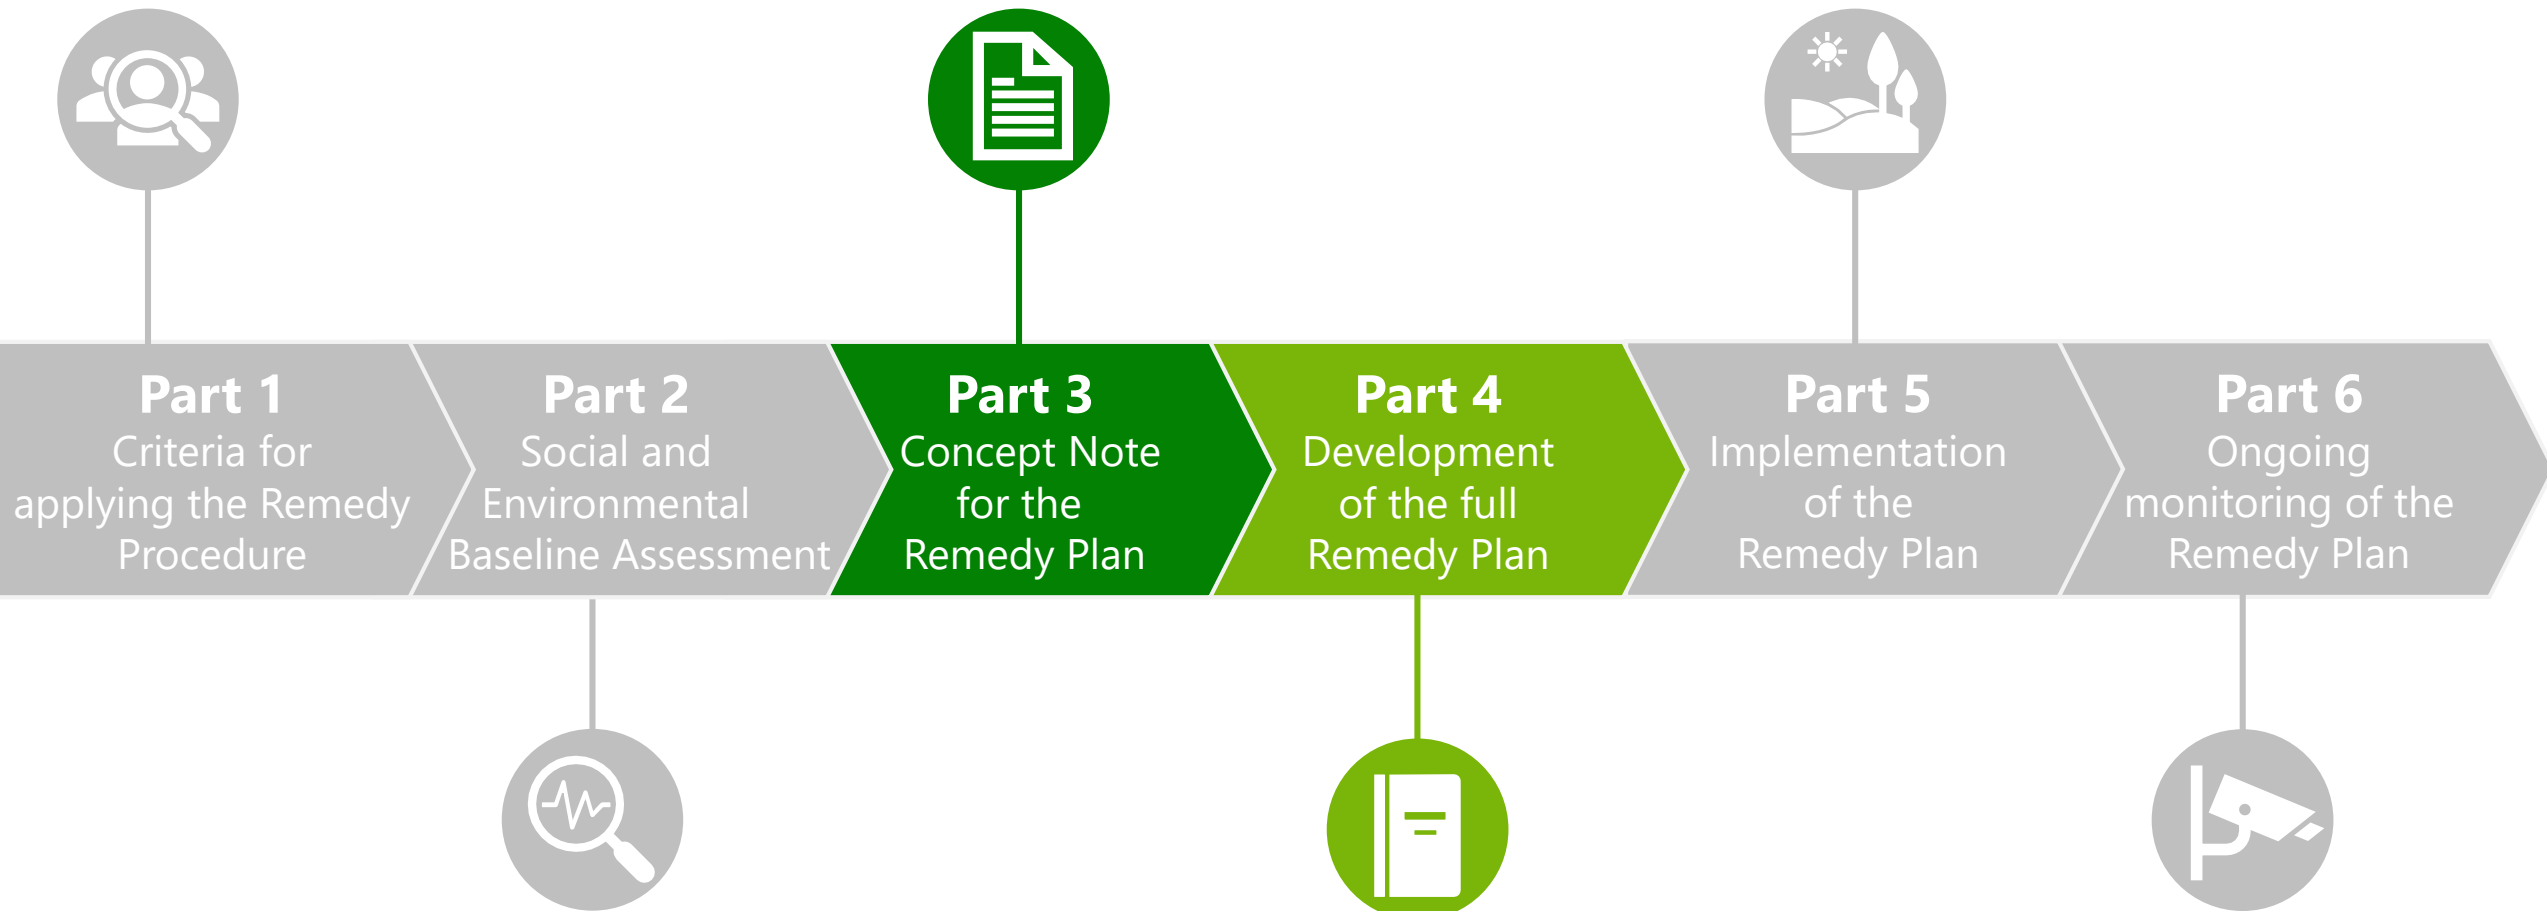 Part 1
Criteria for
applying the Remedy
Procedure
Part 2
Social and
Environmental
Baseline Assessment
Part 3
Concept Note
for the
Remedy Plan
Part 4
Development
of the full
Remedy Plan
Part 5
Implementation
of the
Remedy Plan
Part 6
Ongoing
monitoring of the
Remedy Plan